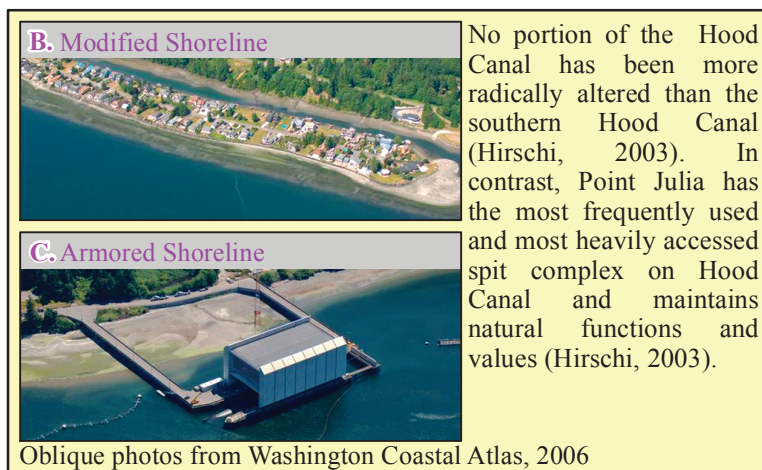 B. Modified Shoreline
C. Armored Shoreline
No portion of the Hood
Canal has been more
radically altered than the
southern Hood Canal
(Hirschi, 2003). In
contrast, Point Julia has
the most frequently used
and most heavily accessed
spit complex on Hood
Canal and maintains
natural functions and
values (Hirschi, 2003).
Oblique photos from Washington Coastal Atlas, 2006